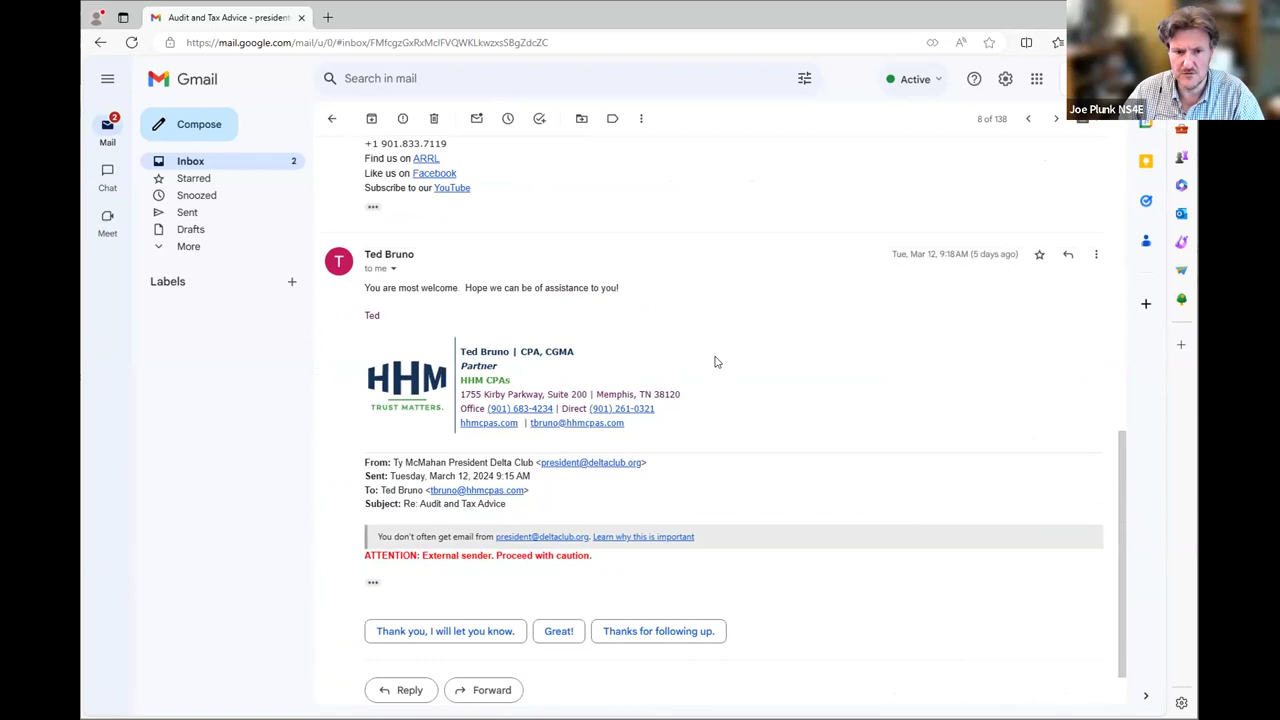 Audit and Tax Advice - president
https://mail.google.com/mail/u/0/#inbox/FMfcgzGxRxMclFVQWKLkwzxsSBgZdcZC
Joe Plunk NS4E
Gmail
Search in mail
Active
2
Mail
Compose
8 of 138
Inbox 2
Chat
Starred
Snoozed
Meet
Sent
Drafts
More
Labels
+1 901.833.7119
Find us on ARRL
Like us on Facebook
Subscribe to our YouTube
Ted Bruno
Tue, Mar 12, 9:18 AM (5 days ago)
T
to me
You are most welcome. Hope we can be of assistance to you!
Ted
HHM
TRUST MATTERS.
Ted Bruno | CPA, CGMA
Partner
HHM CPAs
1755 Kirby Parkway, Suite 200 | Memphis, TN 38120
Office (901) 683-4234 | Direct (901) 261-0321
hhmcpas.com | tbruno@hhmcpas.com
From: Ty McMahan President Delta Club <president@deltaclub.org>
Sent: Tuesday, March 12, 2024 9:15 AM
To: Ted Bruno <tbruno@hhmcpas.com>
Subject: Re: Audit and Tax Advice
You don't often get email from president@deltaclub.org. Learn why this is important
ATTENTION: External sender. Proceed with caution.
Thank you, I will let you know.
Great!
Thanks for following up.
Reply
Forward